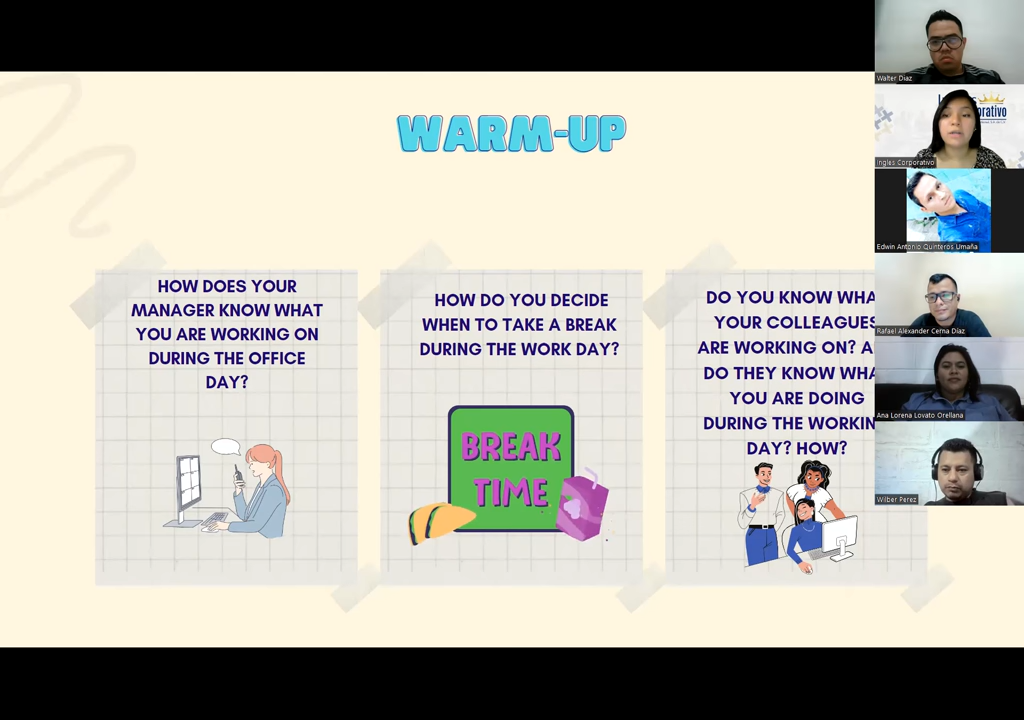 WARM-UP
HOW DOES YOUR
MANAGER KNOW WHAT
YOU ARE WORKING ON
DURING THE OFFICE
DAY?
HOW DO YOU DECIDE
WHEN TO TAKE A BREAK
DURING THE WORK DAY?
BREAK
TIME
DO YOU KNOW WHA
YOUR COLLEAGUES
ARE WORKING ON? A
DO THEY KNOW WHA
YOU ARE DOING
DURING THE WORKIN
DAY? HOW?
Walter Diaz
orativo
Ingles Corporativo
Edwin Antonio Quinteros Umaña
Rafael Alexander Cerna Díaz
Ana Lorena Lovato Orellana
Wilber Perez